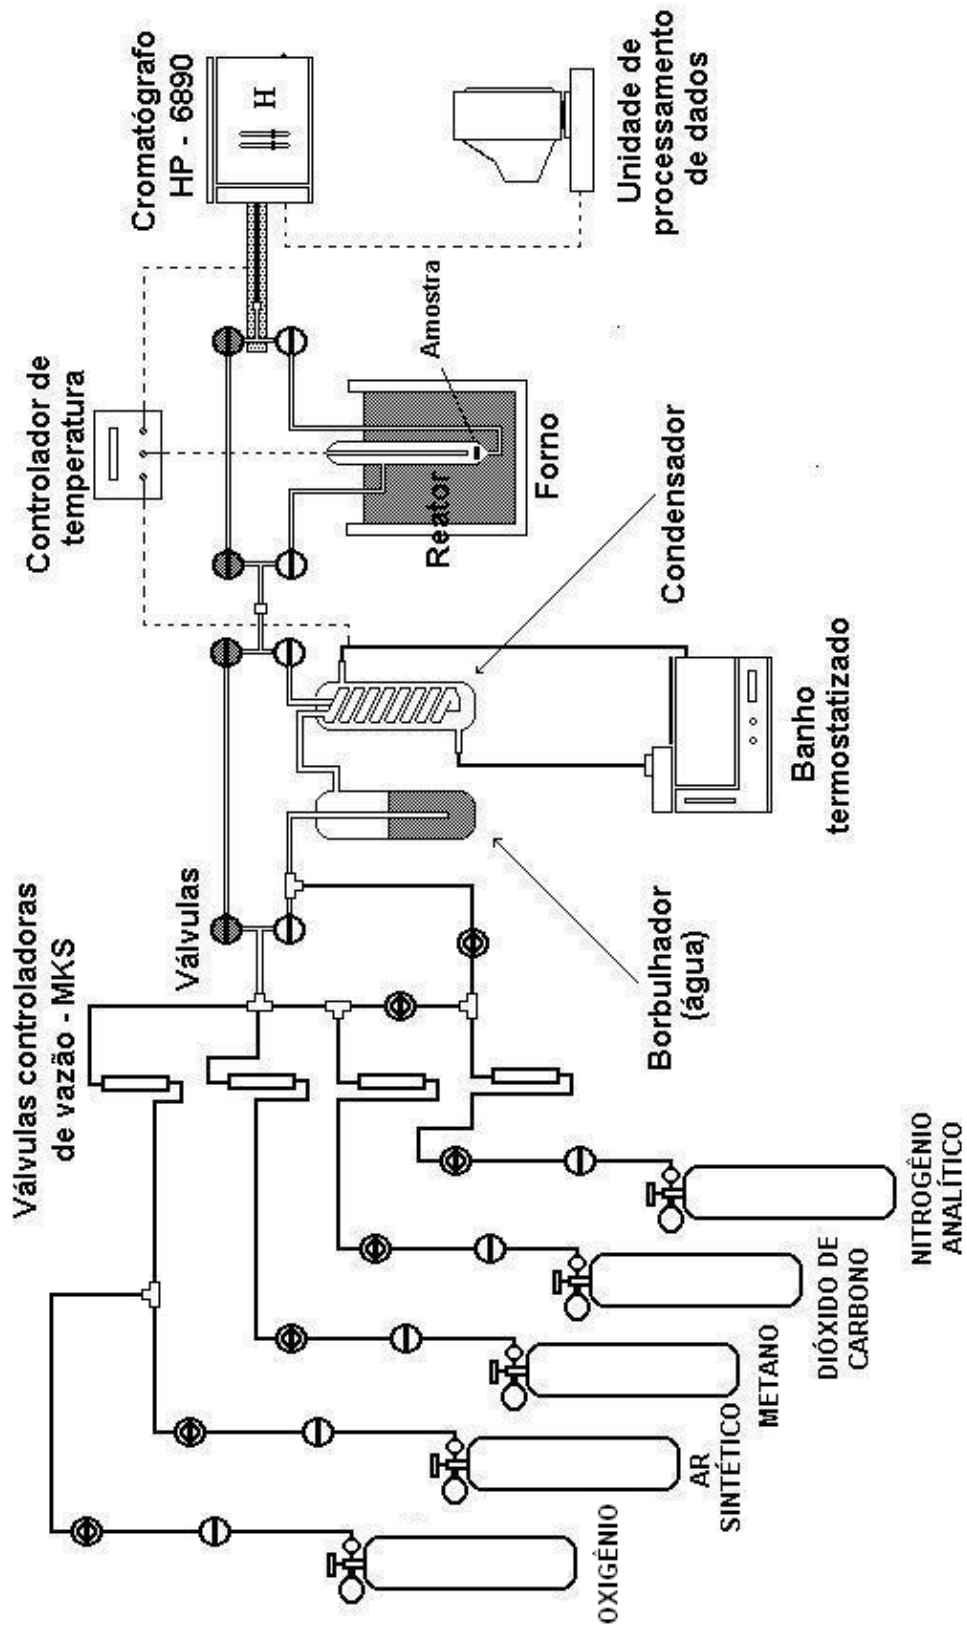 Válvulas controladoras
de vazão - MKS
Controlador de
temperatura
Cromatógrafo
HP - 6890
H
Válvulas
Reator
Amostra
Forno
Condensador
Unidade de
processamento
de dados
Borbulhador
(água)
Banho
termostatizado
OXIGÊNIO
AR
SINTÉTICO
METANO
DIÓXIDO DE
CARBONO
NITROGÊNIO
ANALÍTICO